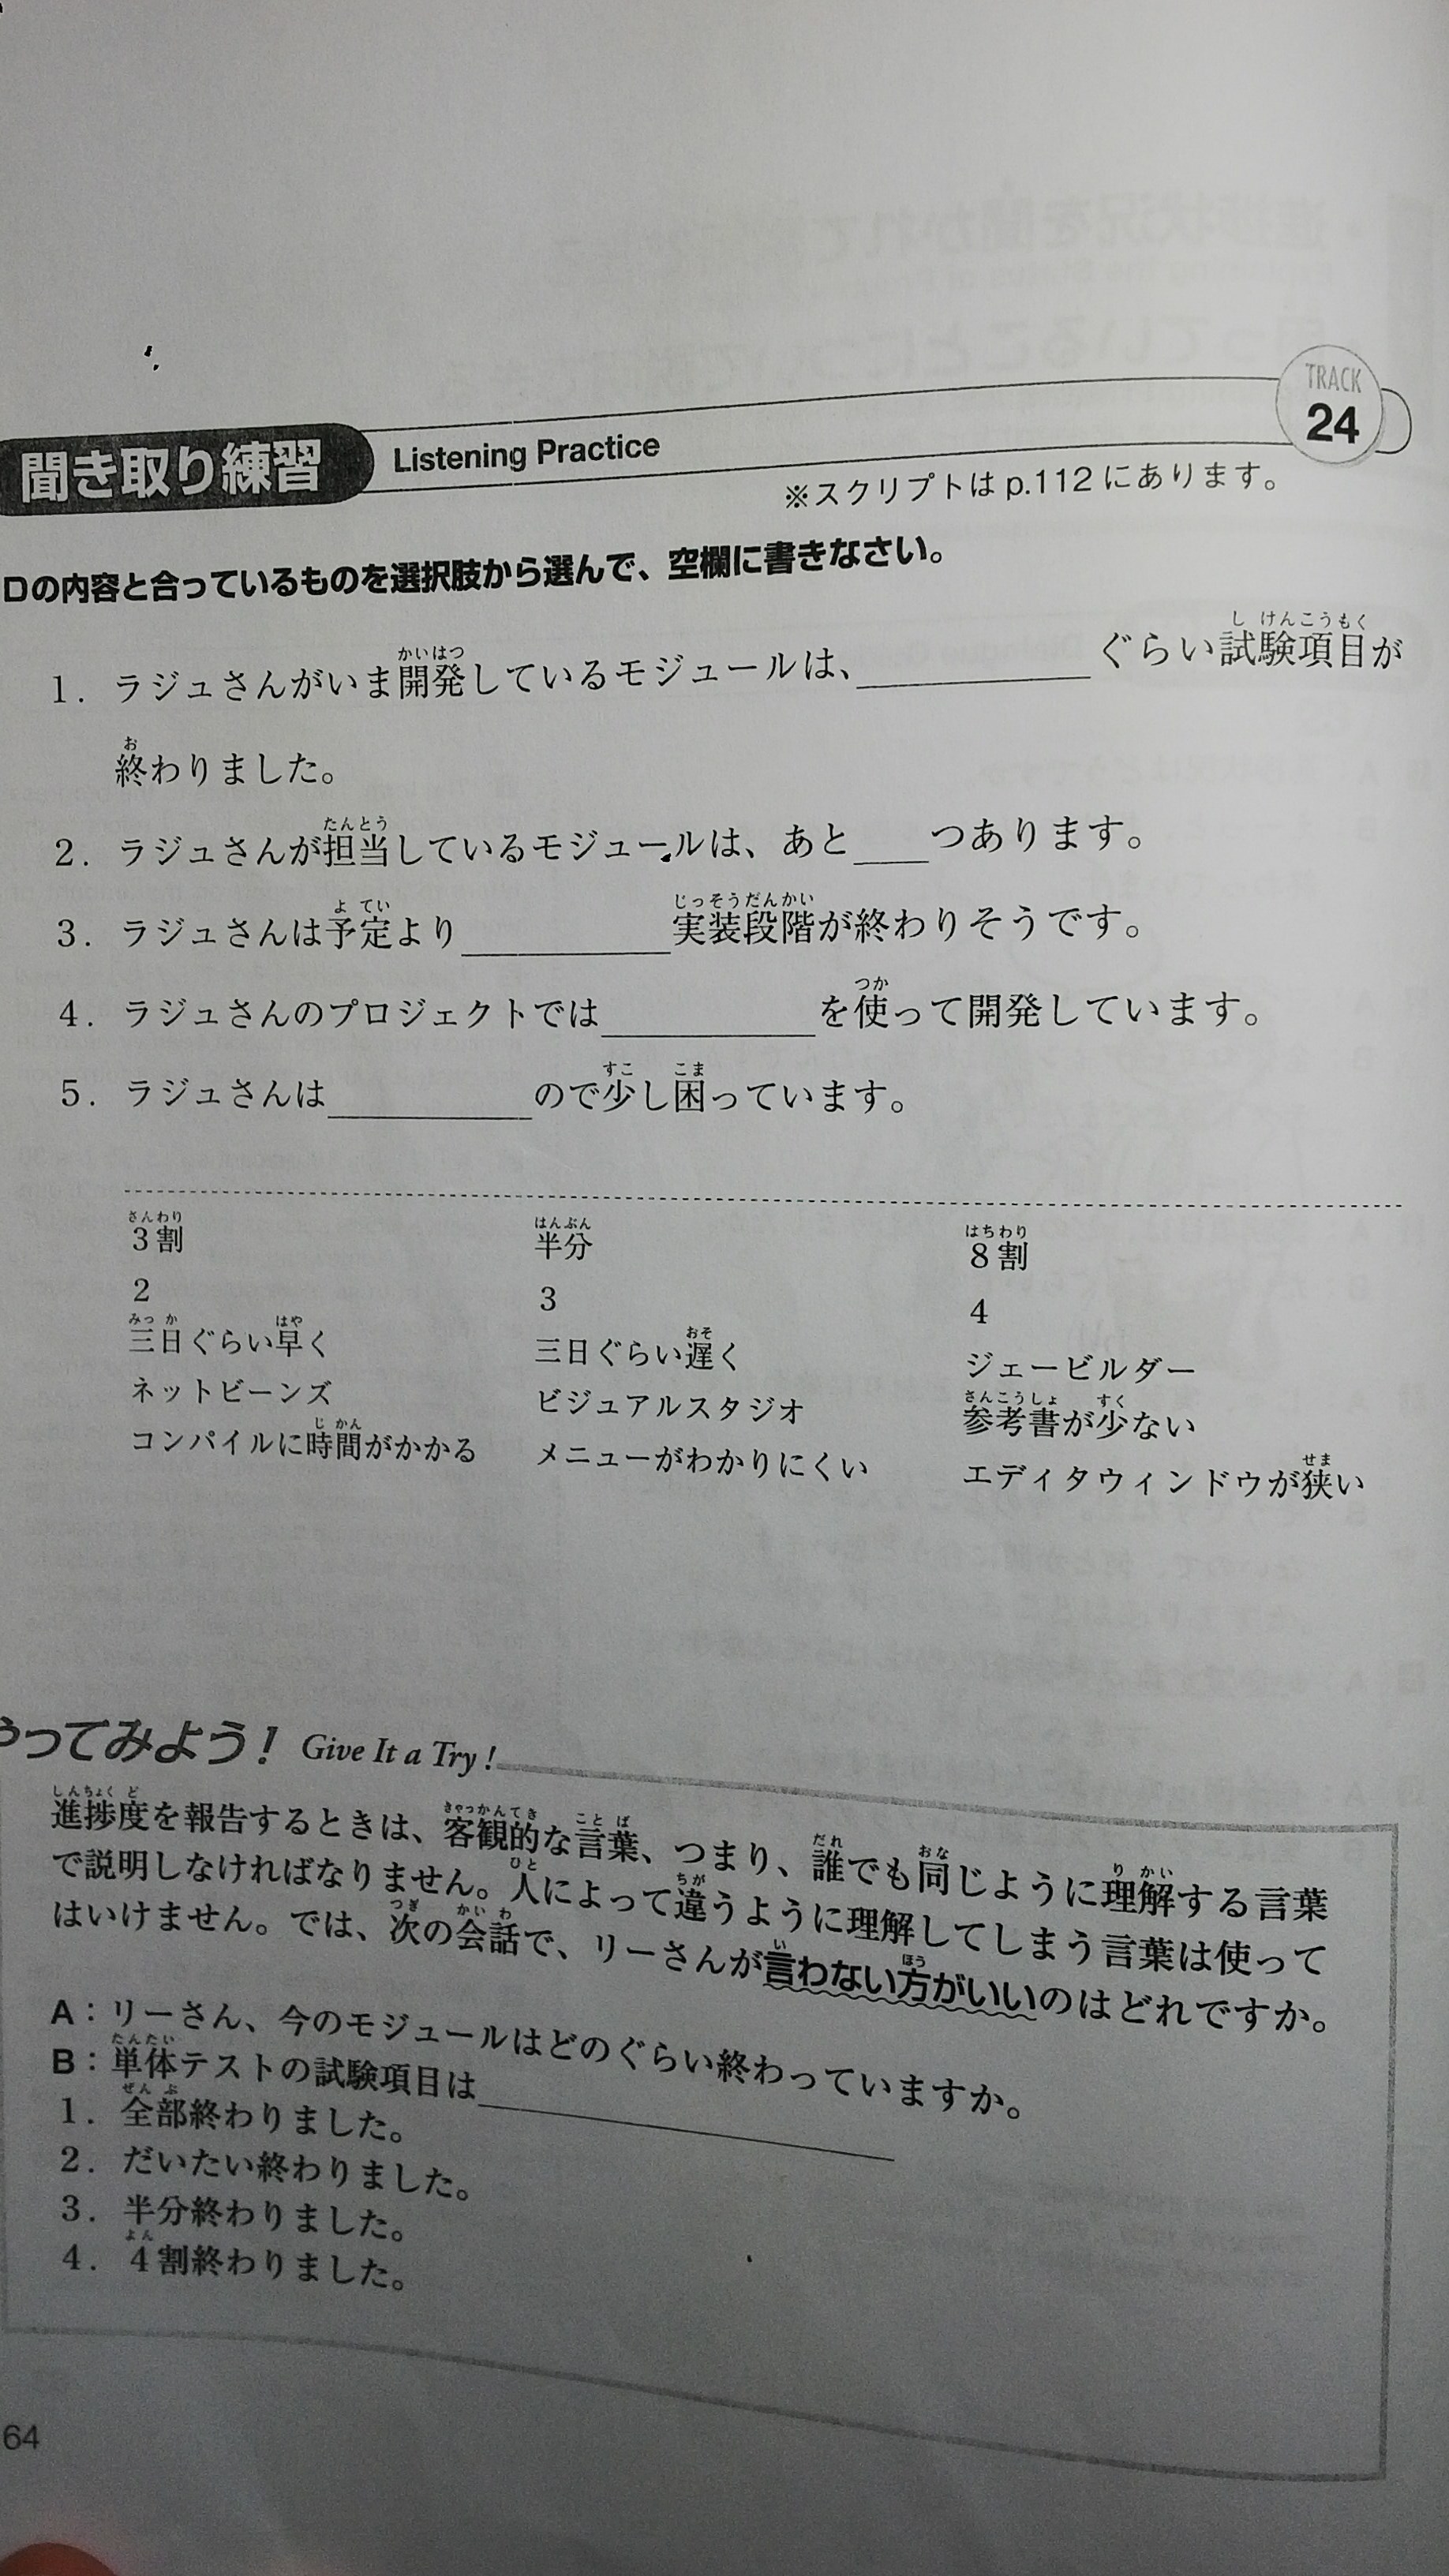 聞き取り練習 Listening Practice
TRACK 24
※スクリプトは p.112 にあります。
Dの内容と合っているものを選択肢から選んで、空欄に書きなさい。
1. ラジュさんがいま開発しているモジュールは、＿＿＿＿＿＿ぐらい試験項目が
終わりました。
2. ラジュさんが担当しているモジュールは、あと＿＿つあります。
3. ラジュさんは予定より＿＿＿＿＿＿実装段階が終わりそうです。
4. ラジュさんのプロジェクトでは＿＿＿＿＿＿を使って開発しています。
5. ラジュさんは＿＿＿＿＿＿ので少し困っています。
3割 半分 8割
2 3 4
三日ぐらい早く 三日ぐらい遅く ジェービルダー
ネットビーンズ ビジュアルスタジオ 参考書が少ない
コンパイルに時間がかかる メニューがわかりにくい エディタウィンドウが狭い
ってみよう! Give It a Try!
進捗度を報告するときは、客観的な言葉、つまり、誰でも同じように理解する言葉
で説明しなければなりません。人によって違うように理解してしまう言葉は使って
はいけません。では、次の会話で、リーさんが言わない方がいいのはどれですか。
A: リーさん、今のモジュールはどのぐらい終わっていますか。
B: 単体テストの試験項目は＿＿＿＿＿＿
1. 全部終わりました。
2. だいたい終わりました。
3. 半分終わりました。
4. 4割終わりました。
64